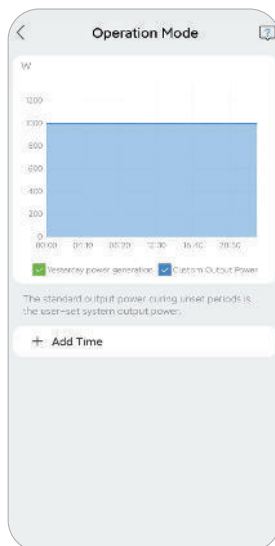 Operation Mode
W
1200
1000
800
600
400
200
0
00:00 04:10 08:20 12:30 16:40 20:50
Yesterday power generation Custom Output Power
The standard output power during unset periods is
the user-set system output power.
+ Add Time